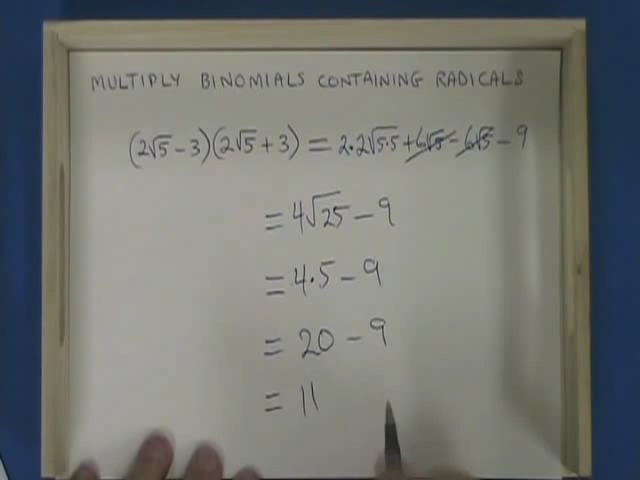 MULTIPLY BINOMIALS CONTAINING RADICALS
(2√5 − 3)(2√5 + 3) = 2·2√5·5 + 6√5 − 6√5 − 9
= 4√25 − 9
= 4·5 − 9
= 20 − 9
= 11